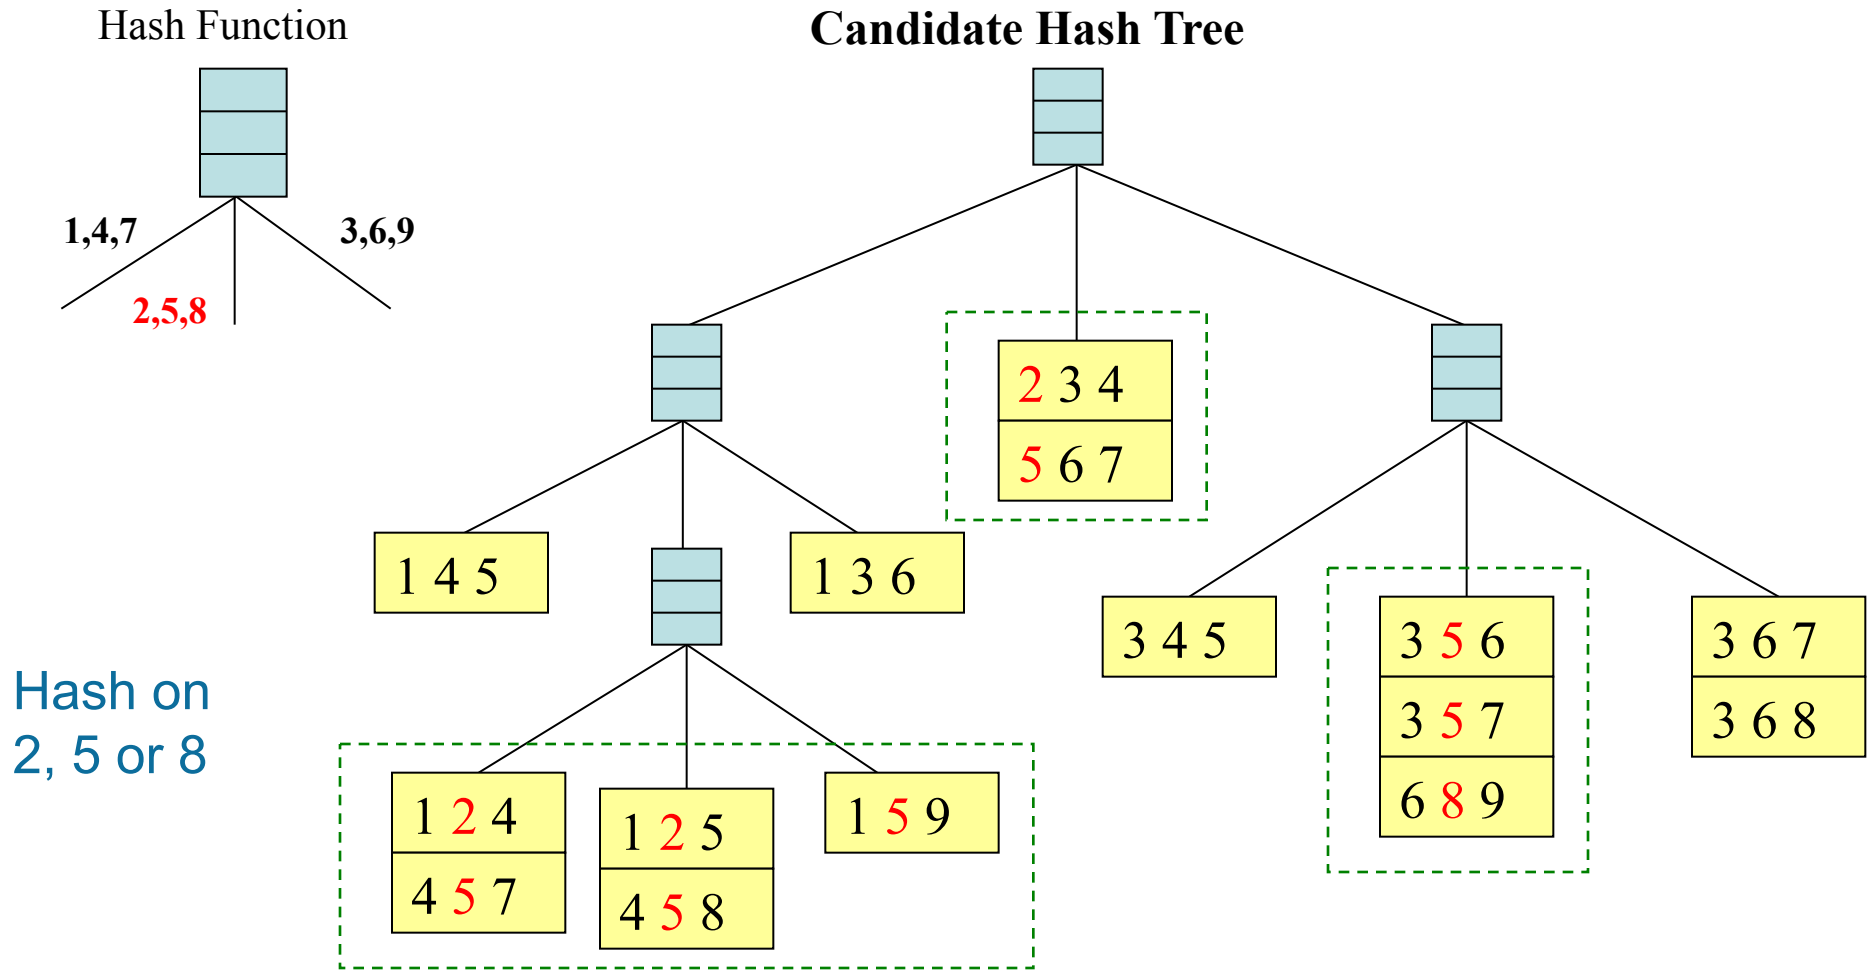 Hash Function
Candidate Hash Tree
1,4,7
3,6,9
2,5,8
2 3 4
5 6 7
1 4 5
1 3 6
3 4 5
3 5 6
3 5 7
6 8 9
3 6 7
3 6 8
Hash on
2, 5 or 8
1 2 4
4 5 7
1 2 5
4 5 8
1 5 9